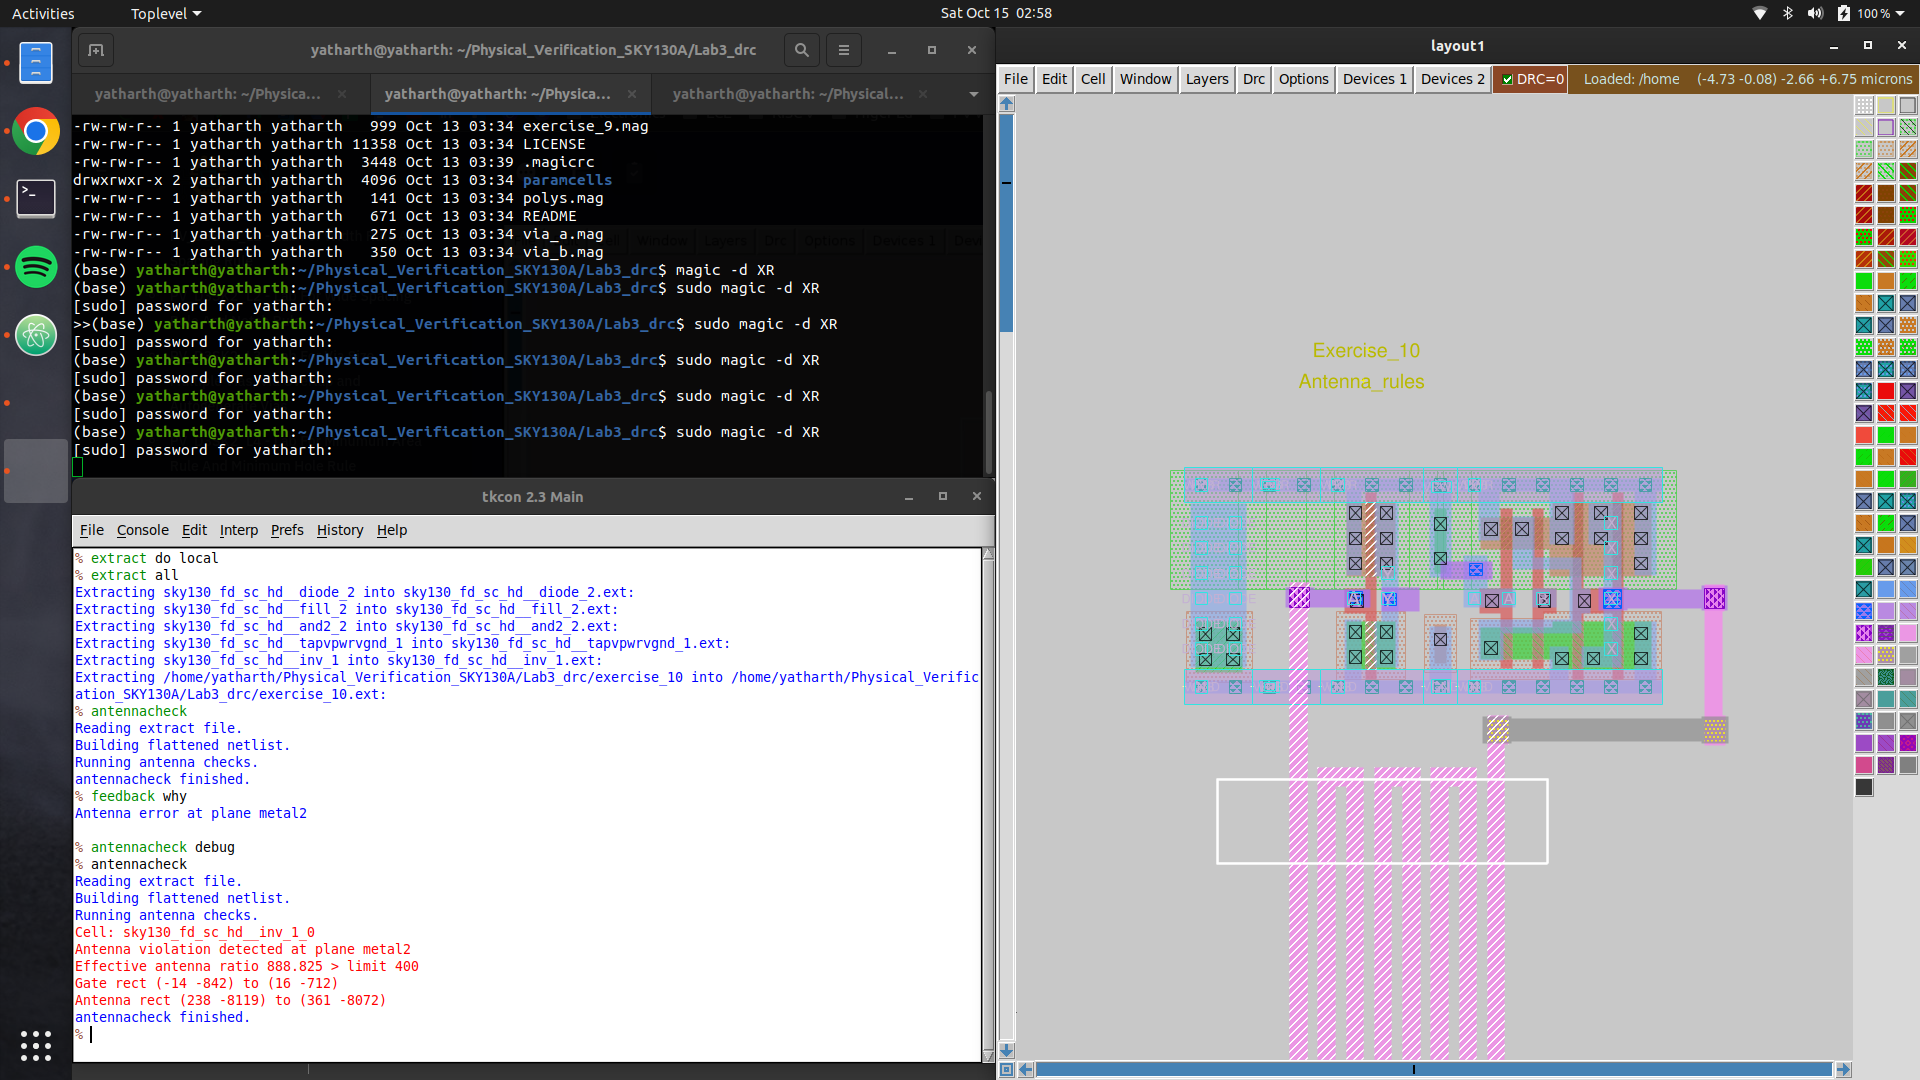 Activities
Toplevel
Sat Oct 15 02:58
100 %
yatharth@yatharth: ~/Physical_Verification_SKY130A/Lab3_drc
yatharth@yatharth: ~/Physica...
yatharth@yatharth: ~/Physica...
yatharth@yatharth: ~/Physical...
-rw-rw-r-- 1 yatharth yatharth   999 Oct 13 03:34 exercise_9.mag
-rw-rw-r-- 1 yatharth yatharth 11358 Oct 13 03:34 LICENSE
-rw-rw-r-- 1 yatharth yatharth  3448 Oct 13 03:39 .magicrc
drwxrwxr-x 2 yatharth yatharth  4096 Oct 13 03:34 paramcells
-rw-rw-r-- 1 yatharth yatharth   141 Oct 13 03:34 polys.mag
-rw-rw-r-- 1 yatharth yatharth   671 Oct 13 03:34 README
-rw-rw-r-- 1 yatharth yatharth   275 Oct 13 03:34 via_a.mag
-rw-rw-r-- 1 yatharth yatharth   350 Oct 13 03:34 via_b.mag
(base) yatharth@yatharth:~/Physical_Verification_SKY130A/Lab3_drc$ magic -d XR
(base) yatharth@yatharth:~/Physical_Verification_SKY130A/Lab3_drc$ sudo magic -d XR
[sudo] password for yatharth:
>>(base) yatharth@yatharth:~/Physical_Verification_SKY130A/Lab3_drc$ sudo magic -d XR
[sudo] password for yatharth:
(base) yatharth@yatharth:~/Physical_Verification_SKY130A/Lab3_drc$ sudo magic -d XR
[sudo] password for yatharth:
(base) yatharth@yatharth:~/Physical_Verification_SKY130A/Lab3_drc$ sudo magic -d XR
[sudo] password for yatharth:
(base) yatharth@yatharth:~/Physical_Verification_SKY130A/Lab3_drc$ sudo magic -d XR
[sudo] password for yatharth:
Rule And Minimum Hole Rule
tkcon 2.3 Main
File Console Edit Interp Prefs History Help
% extract do local
% extract all
Extracting sky130_fd_sc_hd__diode_2 into sky130_fd_sc_hd__diode_2.ext:
Extracting sky130_fd_sc_hd__fill_2 into sky130_fd_sc_hd__fill_2.ext:
Extracting sky130_fd_sc_hd__and2_2 into sky130_fd_sc_hd__and2_2.ext:
Extracting sky130_fd_sc_hd__tapvpwrvgnd_1 into sky130_fd_sc_hd__tapvpwrvgnd_1.ext:
Extracting sky130_fd_sc_hd__inv_1 into sky130_fd_sc_hd__inv_1.ext:
Extracting /home/yatharth/Physical_Verification_SKY130A/Lab3_drc/exercise_10 into /home/yatharth/Physical_Verific
ation_SKY130A/Lab3_drc/exercise_10.ext:
% antennacheck
Reading extract file.
Building flattened netlist.
Running antenna checks.
antennacheck finished.
% feedback why
Antenna error at plane metal2
% antennacheck debug
% antennacheck
Reading extract file.
Building flattened netlist.
Running antenna checks.
Cell: sky130_fd_sc_hd__inv_1_0
Antenna violation detected at plane metal2
Effective antenna ratio 888.825 > limit 400
Gate rect (-14 -842) to (16 -712)
Antenna rect (238 -8119) to (361 -8072)
antennacheck finished.
%
layout1
File Edit Cell Window Layers Drc Options Devices 1 Devices 2 DRC=0 Loaded: /home (-4.73 -0.08) -2.66 +6.75 microns
Exercise_10
Antenna_rules